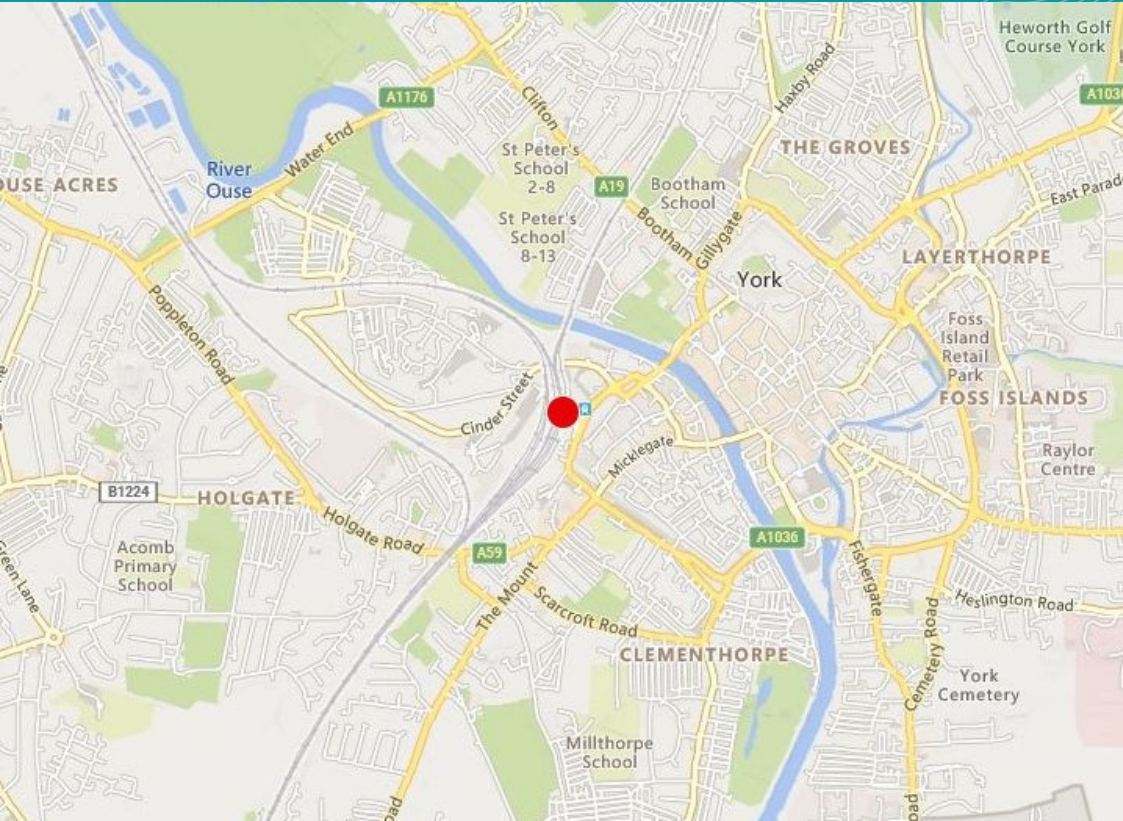 Heworth Golf
Course York
A1176
Haxby Road
Clifton
THE GROVES
St Peter's
School
2-8
Water End
River
Ouse
OUSE ACRES
A19
Bootham
School
East Parad
St Peter's
School
8-13
Bootham
Gillygate
LAYERTHORPE
York
Poppleton Road
Foss
Island
Retail
Park
Cinder Street
FOSS ISLANDS
Micklegate
Raylor
Centre
B1224
HOLGATE
Holgate Road
A59
A1036
Acomb
Primary
School
Green Lane
The Mount
Scarcroft Road
Fishergate
Heslington Road
CLEMENTHORPE
Cemetery Road
York
Cemetery
Millthorpe
School